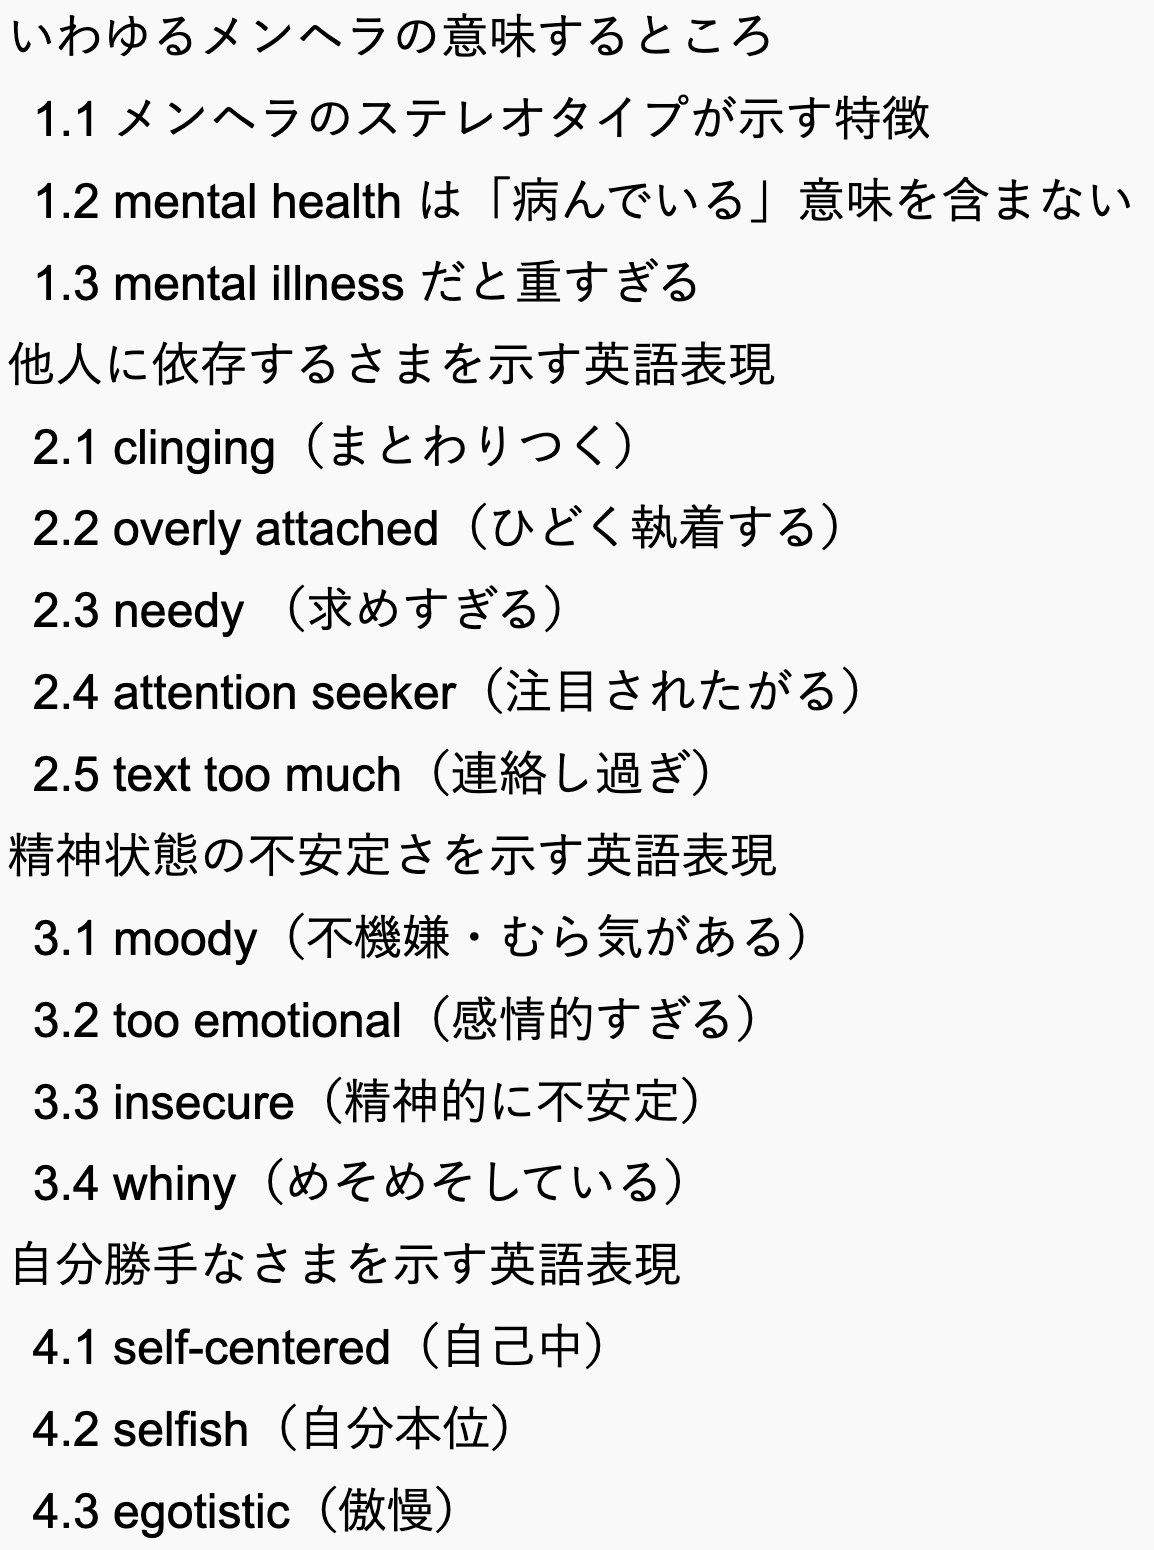 いわゆるメンヘラの意味するところ
1.1 メンヘラのステレオタイプが示す特徴
1.2 mental health は「病んでいる」意味を含まない
1.3 mental illness だと重すぎる
他人に依存するさまを示す英語表現
2.1 clinging（まとわりつく）
2.2 overly attached（ひどく執着する）
2.3 needy （求めすぎる）
2.4 attention seeker（注目されたがる）
2.5 text too much（連絡し過ぎ）
精神状態の不安定さを示す英語表現
3.1 moody（不機嫌・むら気がある）
3.2 too emotional（感情的すぎる）
3.3 insecure（精神的に不安定）
3.4 whiny（めそめそしている）
自分勝手なさまを示す英語表現
4.1 self-centered（自己中）
4.2 selfish（自分本位）
4.3 egotistic（傲慢）